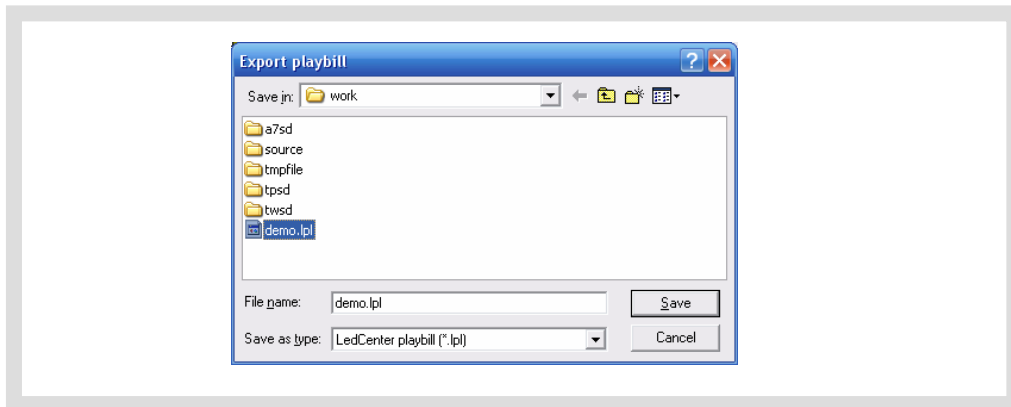 Export playbill
Save in: work
a7sd
source
tmpfile
tpsd
twsd
demo.lpl
File name: demo.lpl Save
Save as type: LedCenter playbill (*.lpl) Cancel